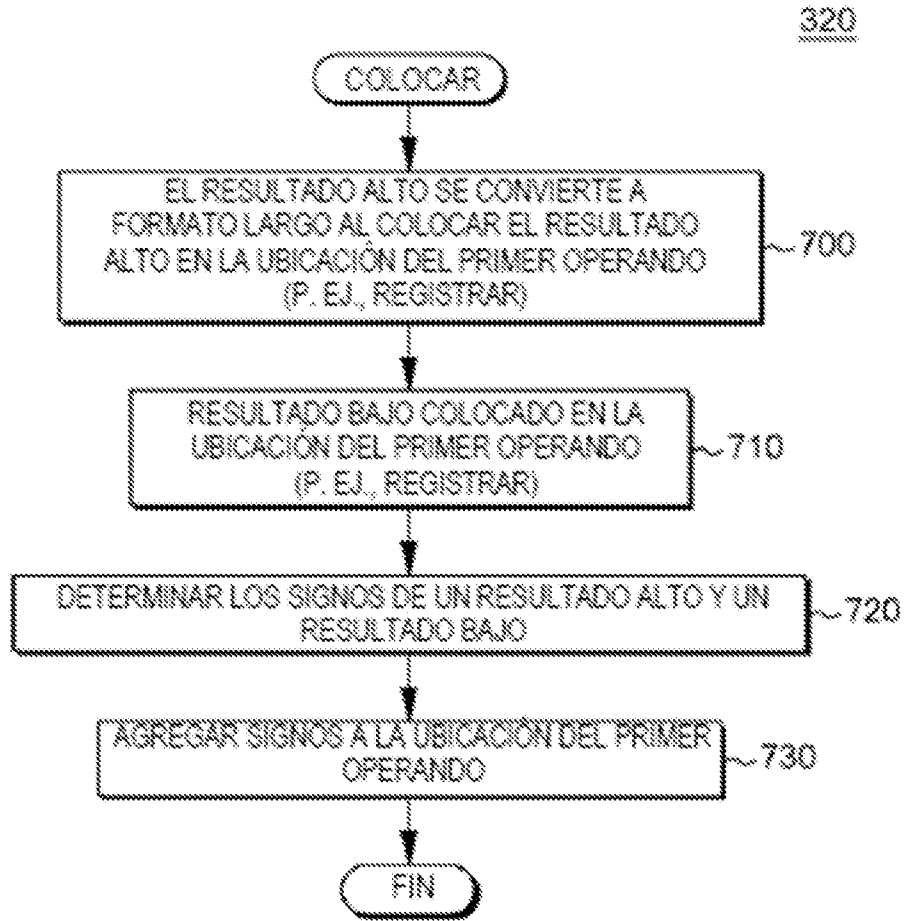 320
COLOCAR
EL RESULTADO ALTO SE CONVIERTE A
FORMATO LARGO AL COLOCAR EL RESULTADO
ALTO EN LA UBICACIÓN DEL PRIMER OPERANDO
(P. EJ., REGISTRAR)
700
RESULTADO BAJO COLOCADO EN LA
UBICACIÓN DEL PRIMER OPERANDO
(P. EJ., REGISTRAR)
710
DETERMINAR LOS SIGNOS DE UN RESULTADO ALTO Y UN
RESULTADO BAJO
720
AGREGAR SIGNOS A LA UBICACIÓN DEL PRIMER
OPERANDO
730
FIN